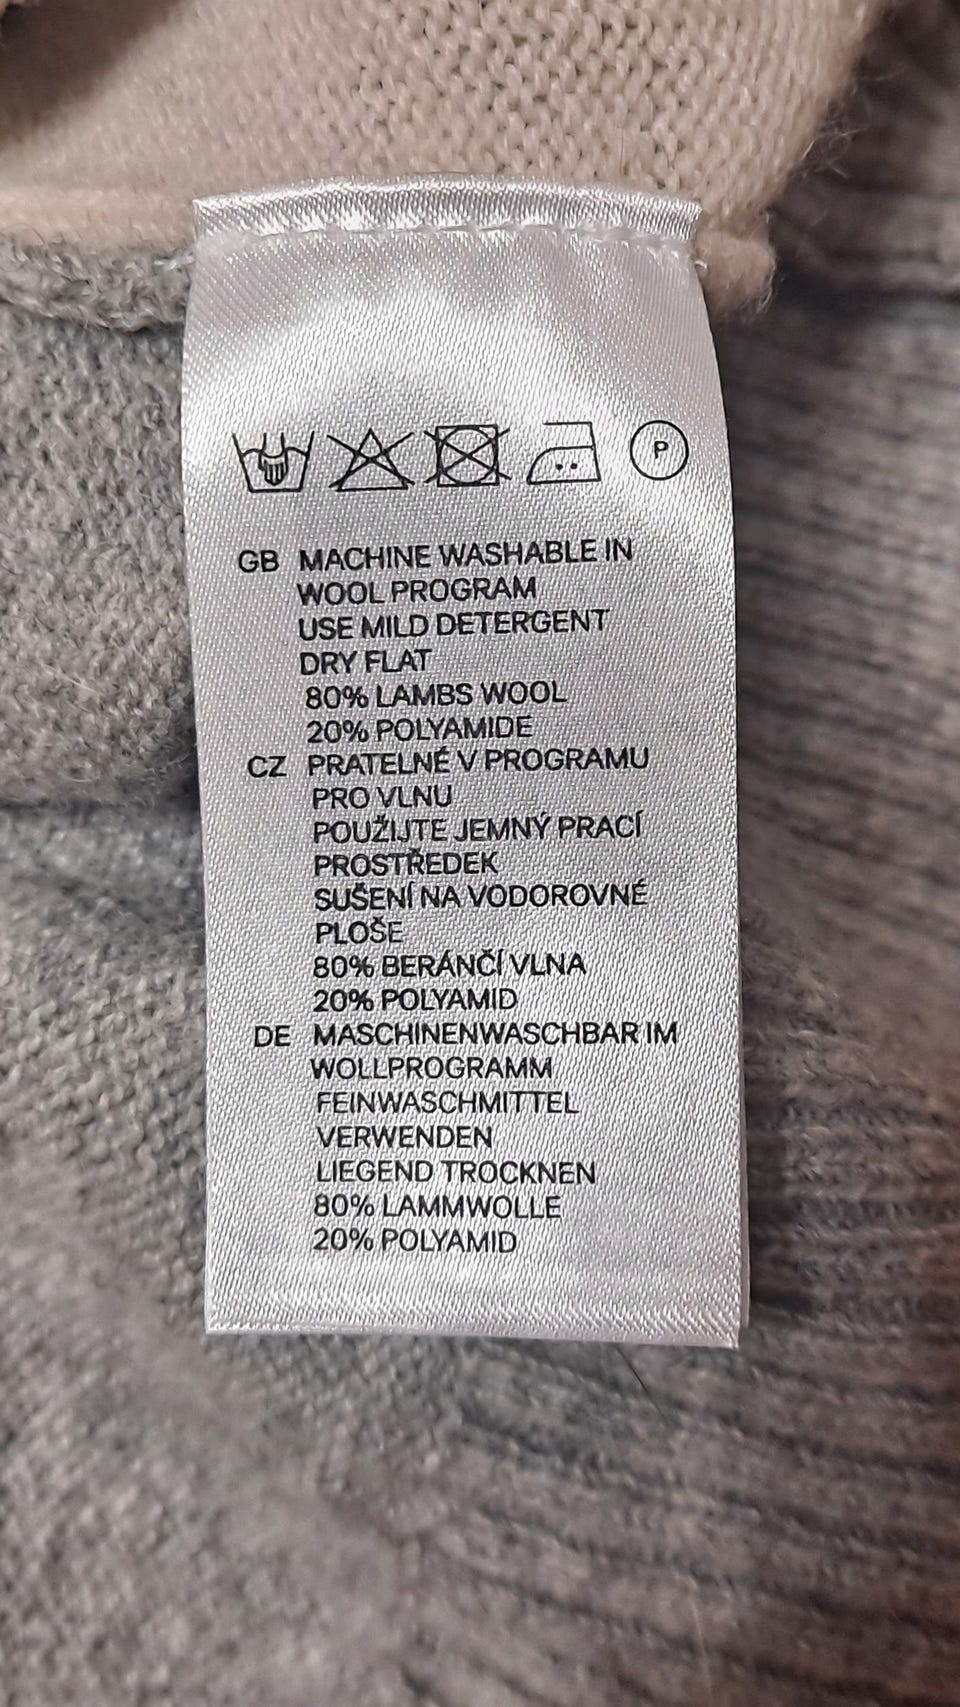 P
GB MACHINE WASHABLE IN
WOOL PROGRAM
USE MILD DETERGENT
DRY FLAT
80% LAMBS WOOL
20% POLYAMIDE
CZ PRATELNÉ V PROGRAMU
PRO VLNU
POUŽIJTE JEMNÝ PRACÍ
PROSTŘEDEK
SUŠENÍ NA VODOROVNÉ
PLOŠE
80% BERÁNČÍ VLNA
20% POLYAMID
DE MASCHINENWASCHBAR IM
WOLLPROGRAMM
FEINWASCHMITTEL
VERWENDEN
LIEGEND TROCKNEN
80% LAMMWOLLE
20% POLYAMID